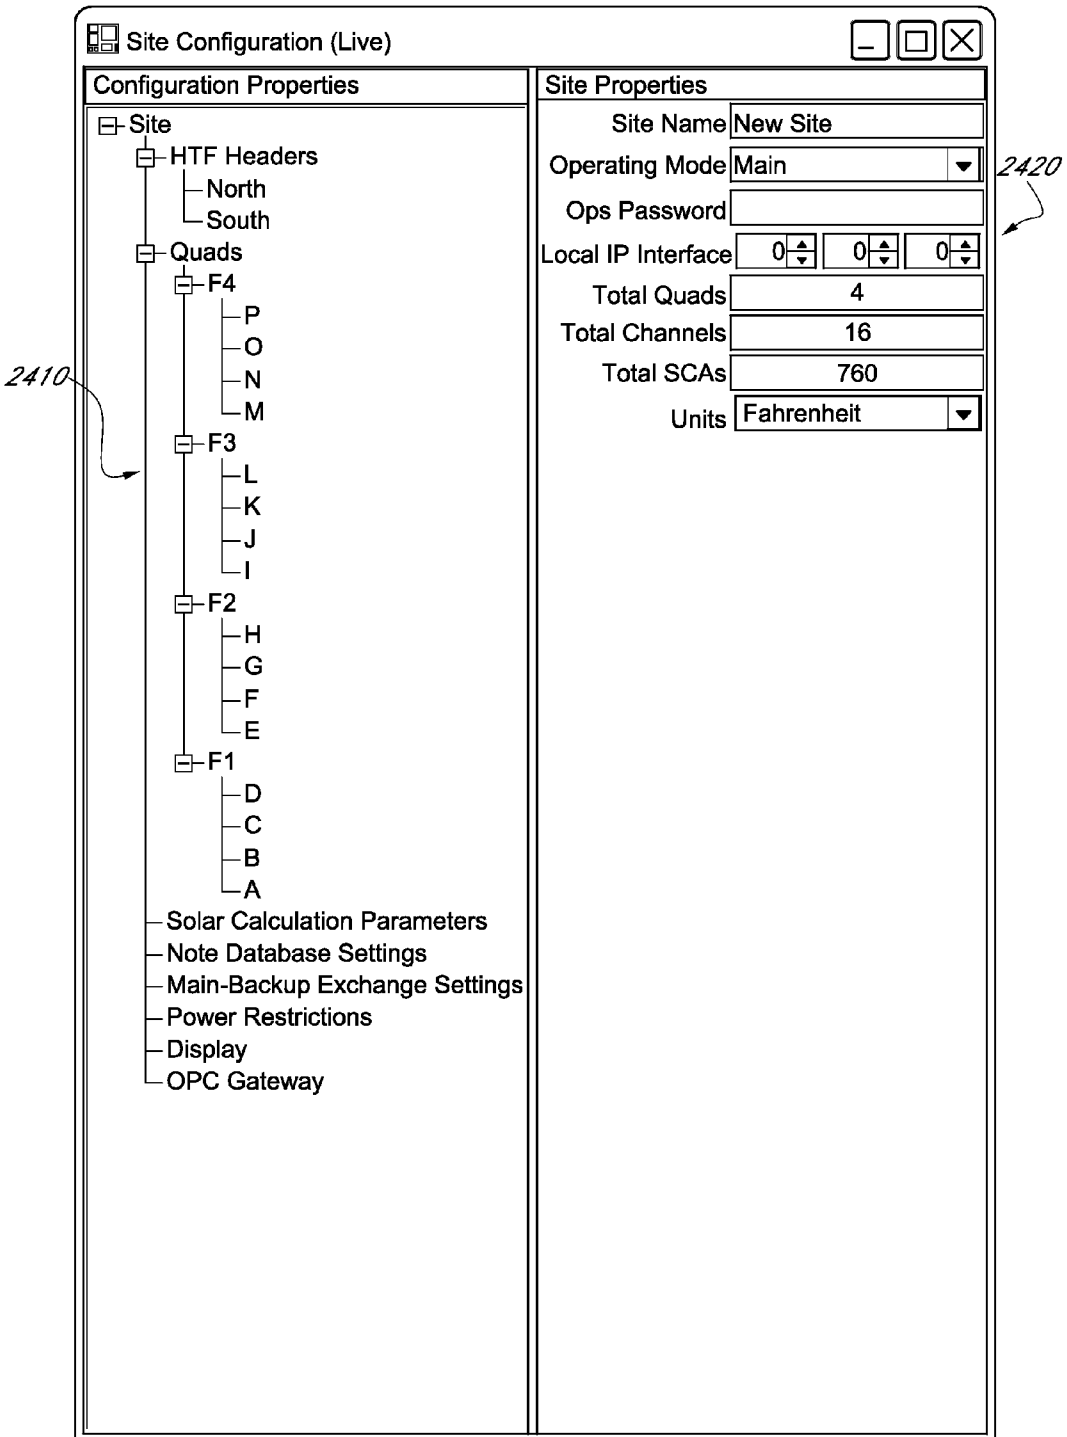 Site Configuration (Live)
Configuration Properties
Site
HTF Headers
North
South
Quads
F4
P
O
N
M
F3
L
K
J
I
F2
H
G
F
E
F1
D
C
B
A
Solar Calculation Parameters
Note Database Settings
Main-Backup Exchange Settings
Power Restrictions
Display
OPC Gateway
2410
Site Properties
Site Name New Site
Operating Mode Main
Ops Password
Local IP Interface 0 0 0
Total Quads 4
Total Channels 16
Total SCAs 760
Units Fahrenheit
2420